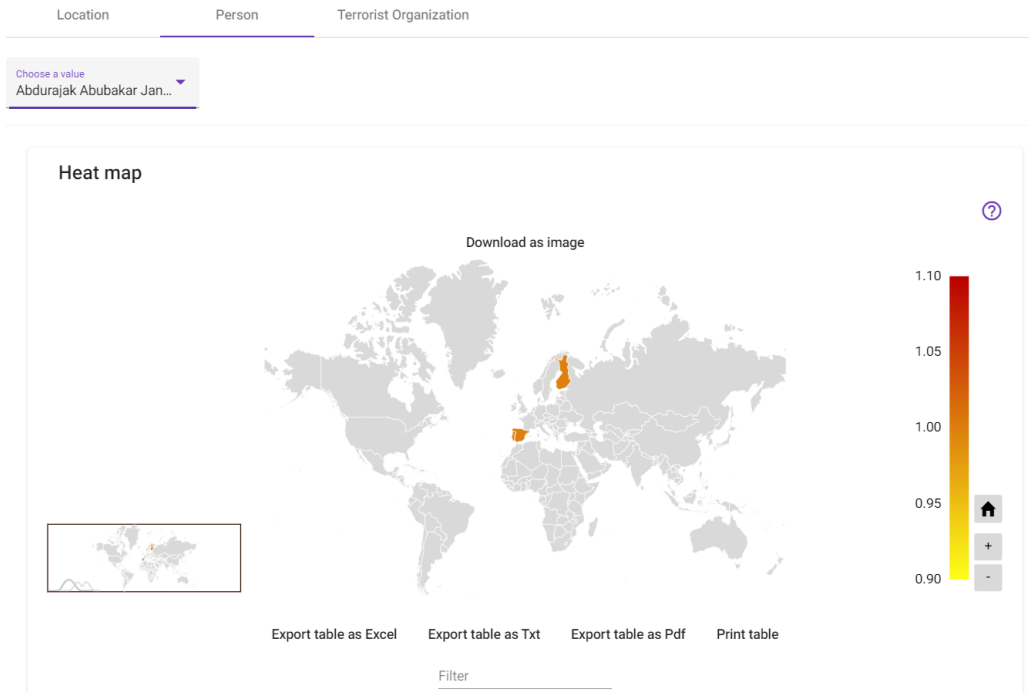 Location Person Terrorist Organization
Choose a value
Abdurajak Abubakar Jan...
Heat map
?
Download as image
1.10
1.05
1.00
0.95
0.90
+
-
Export table as Excel Export table as Txt Export table as Pdf Print table
Filter